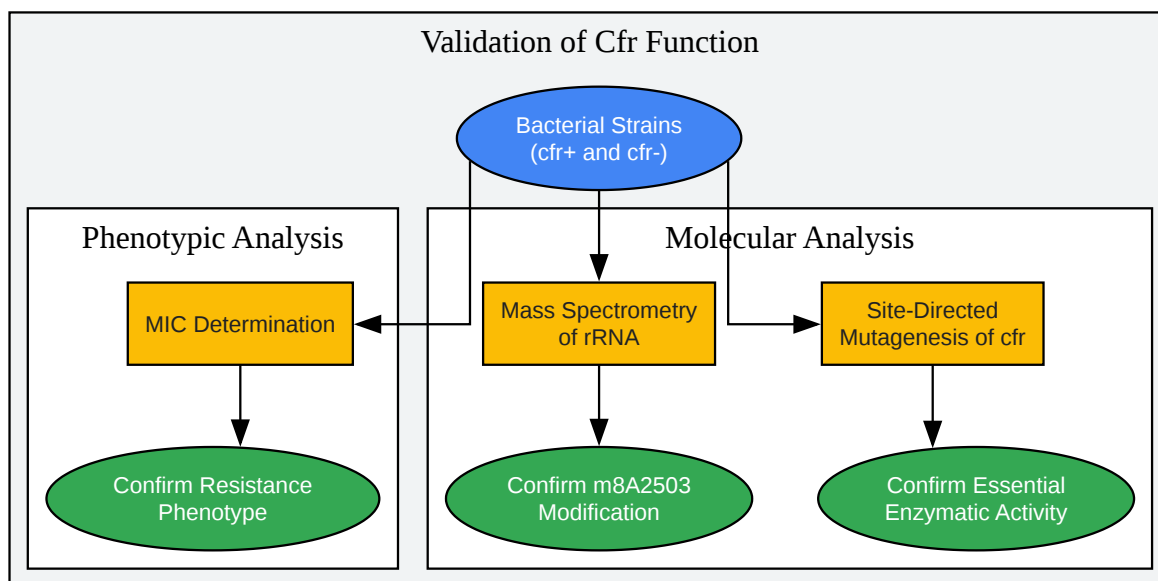 Validation of Cfr Function
Bacterial Strains
(cfr+ and cfr-)
Phenotypic Analysis
Molecular Analysis
MIC Determination
Mass Spectrometry
of rRNA
Site-Directed
Mutagenesis of cfr
Confirm Resistance
Phenotype
Confirm m8A2503
Modification
Confirm Essential
Enzymatic Activity